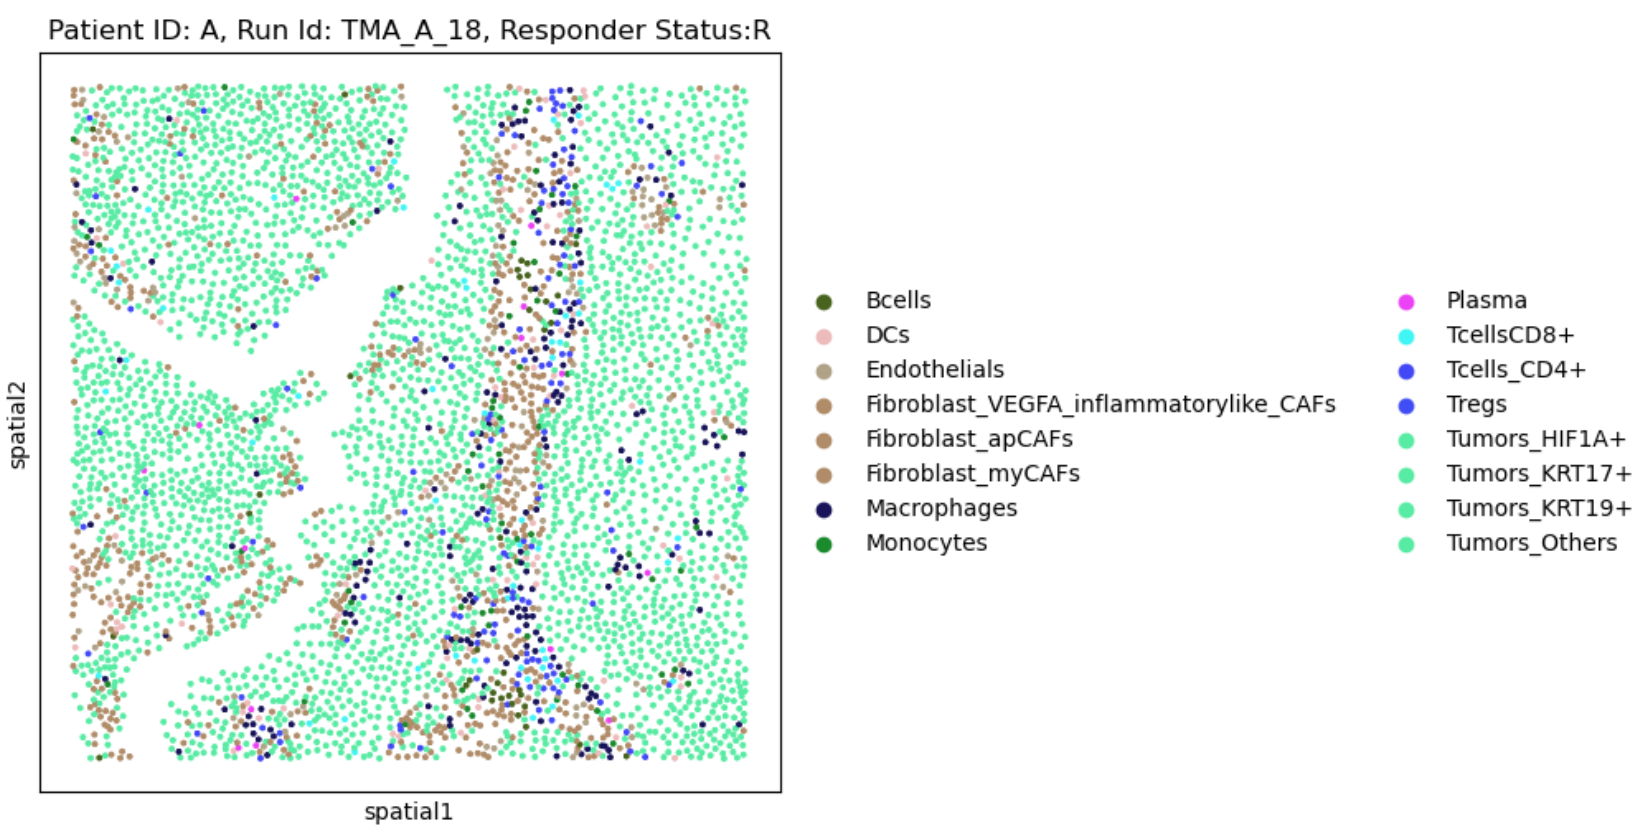 Patient ID: A, Run Id: TMA_A_18, Responder Status:R
spatial2
spatial1
Bcells
DCs
Endothelials
Fibroblast_VEGFA_inflammatorylike_CAFs
Fibroblast_apCAFs
Fibroblast_myCAFs
Macrophages
Monocytes
Plasma
TcellsCD8+
Tcells_CD4+
Tregs
Tumors_HIF1A+
Tumors_KRT17+
Tumors_KRT19+
Tumors_Others